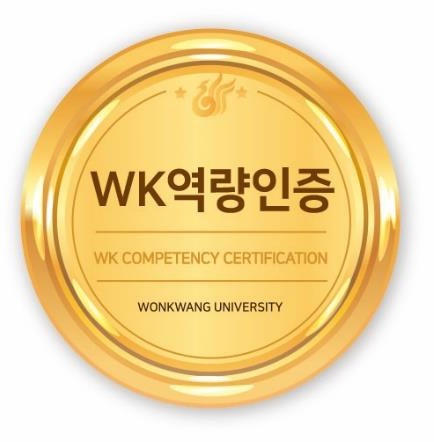 WK역량인증
WK COMPETENCY CERTIFICATION
WONKWANG UNIVERSITY